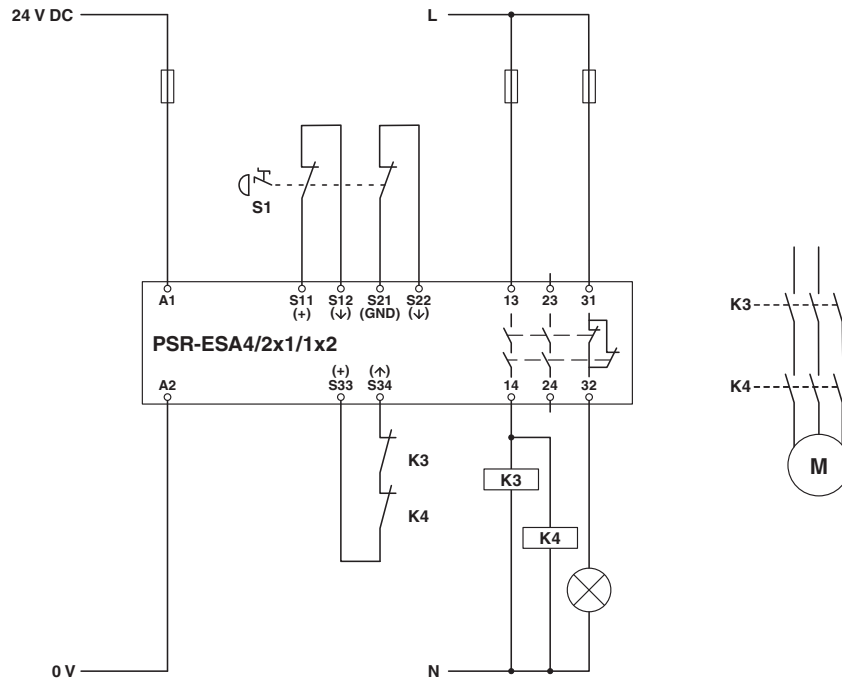 24 V DC
L
S1
A1
S11 S12 S21 S22
(+) (↓) (GND) (↓)
13 23 31
PSR-ESA4/2x1/1x2
(+) (↑)
A2
S33 S34
14 24 32
K3
K4
K3
K4
K3
K4
M
0 V
N